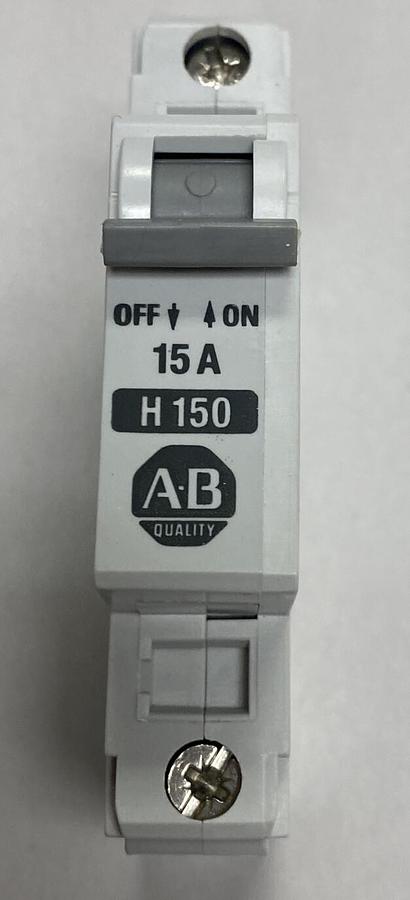 OFF ON
15 A
H 150
A·B
QUALITY